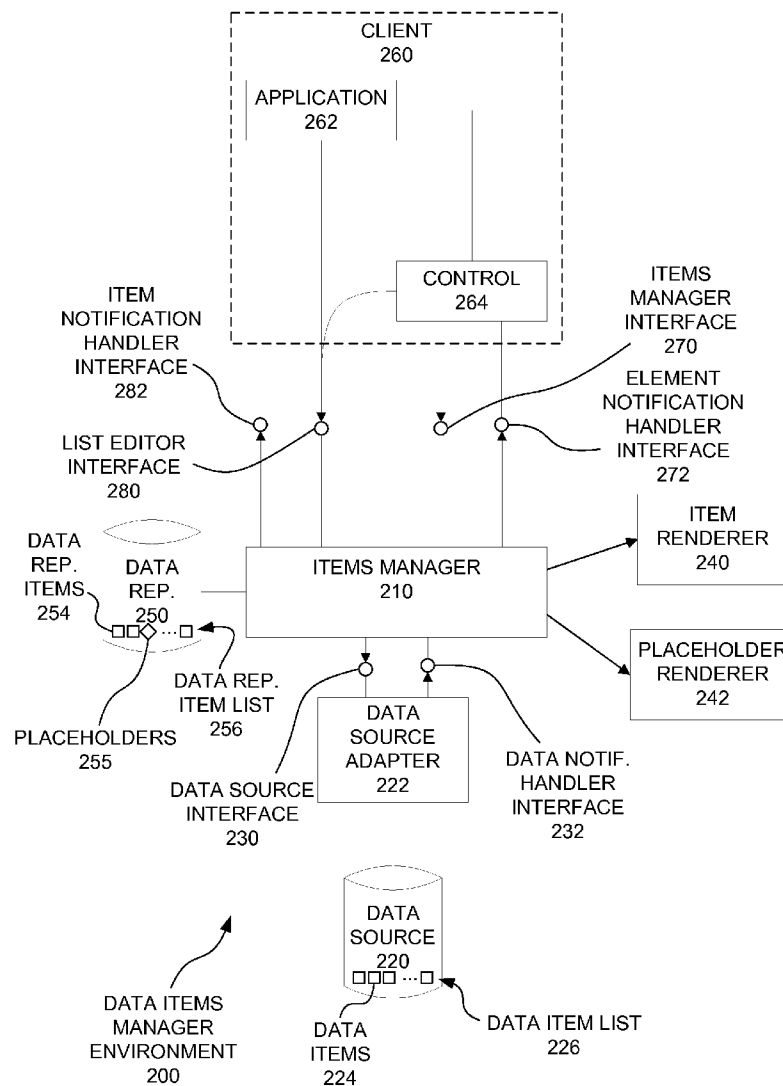 CLIENT
260
APPLICATION
262
CONTROL
264
ITEM
NOTIFICATION
HANDLER
INTERFACE
282
ITEMS
MANAGER
INTERFACE
270
LIST EDITOR
INTERFACE
280
ELEMENT
NOTIFICATION
HANDLER
INTERFACE
272
DATA
REP.
ITEMS
254
DATA
REP.
250
ITEMS MANAGER
210
ITEM
RENDERER
240
PLACEHOLDER
RENDERER
242
DATA REP.
ITEM LIST
256
PLACEHOLDERS
255
DATA
SOURCE
ADAPTER
222
DATA SOURCE
INTERFACE
230
DATA NOTIF.
HANDLER
INTERFACE
232
DATA
SOURCE
220
DATA ITEMS
MANAGER
ENVIRONMENT
200
DATA
ITEMS
224
DATA ITEM LIST
226